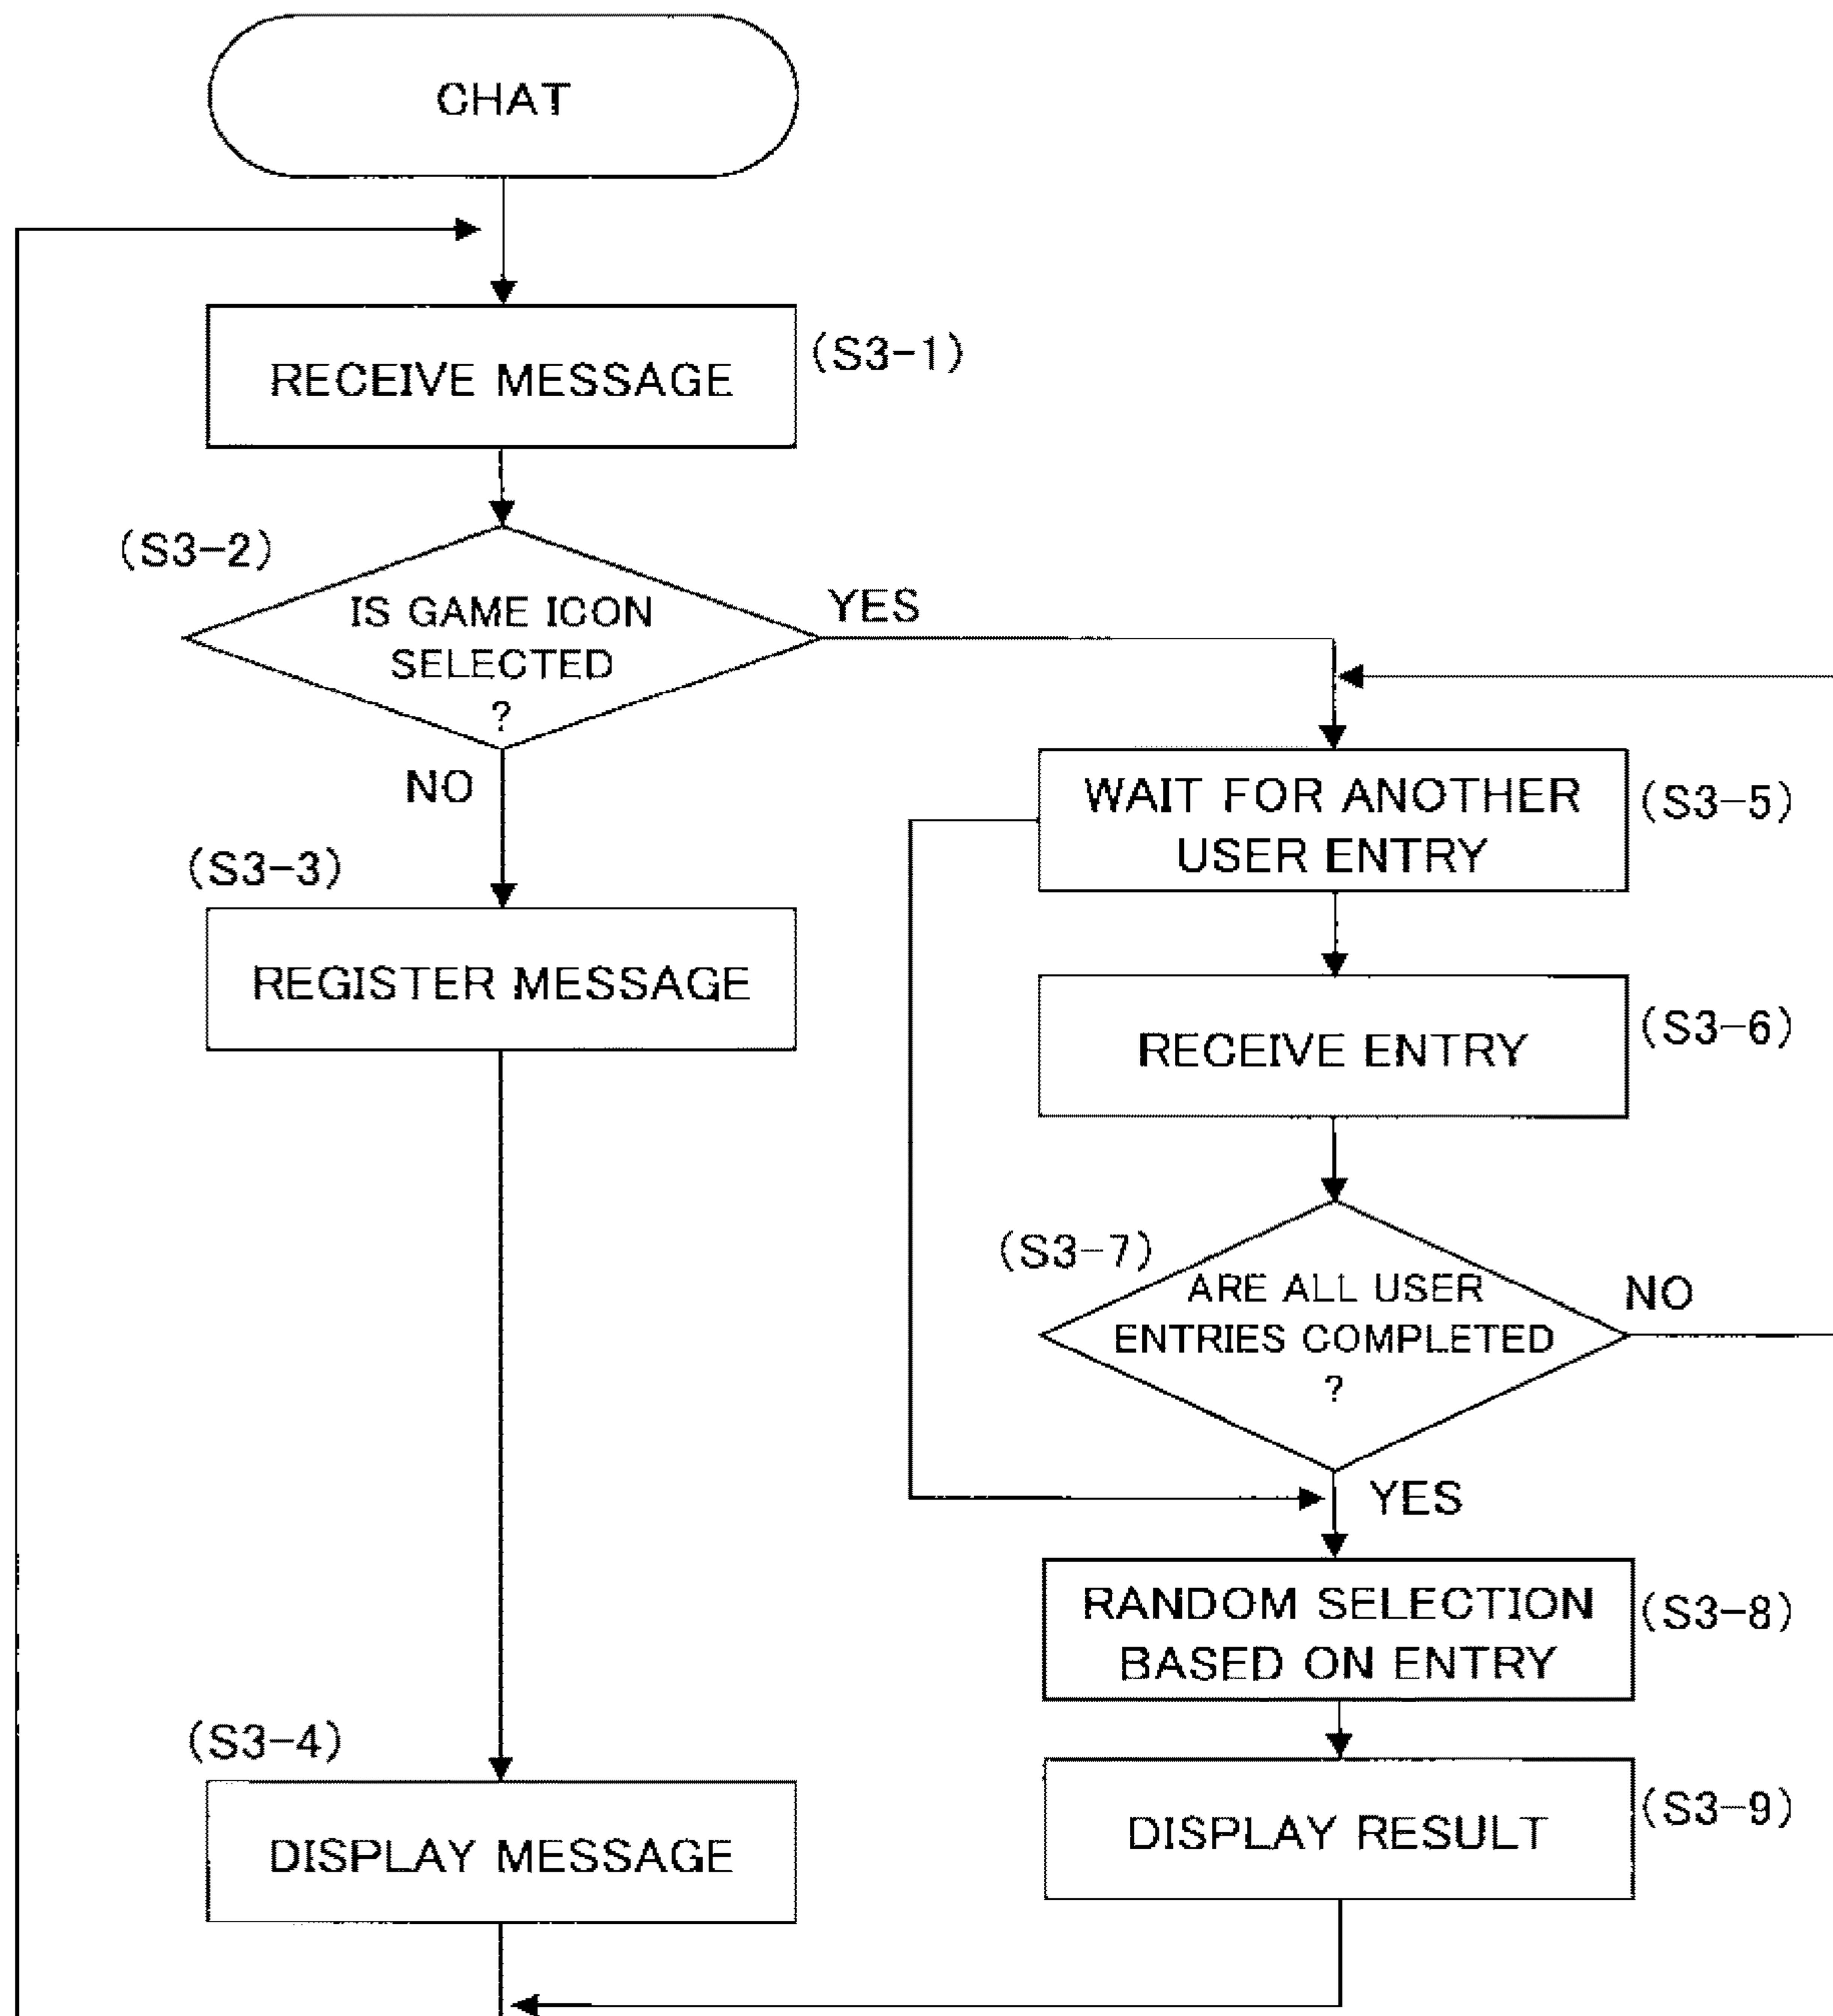 CHAT
RECEIVE MESSAGE
(S3-1)
(S3-2)
IS GAME ICON
SELECTED
?
YES
NO
(S3-3)
REGISTER MESSAGE
(S3-4)
DISPLAY MESSAGE
WAIT FOR ANOTHER
USER ENTRY
(S3-5)
RECEIVE ENTRY
(S3-6)
(S3-7)
ARE ALL USER
ENTRIES COMPLETED
?
NO
YES
RANDOM SELECTION
BASED ON ENTRY
(S3-8)
DISPLAY RESULT
(S3-9)